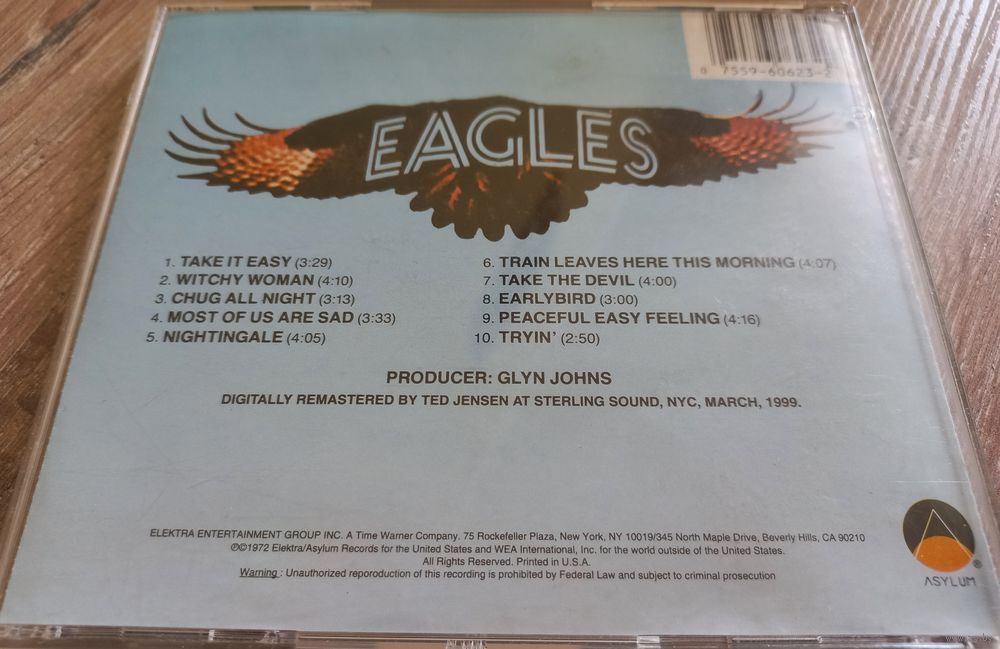 0 7559-60623-2
EAGLES
1. TAKE IT EASY (3:29)
2. WITCHY WOMAN (4:10)
3. CHUG ALL NIGHT (3:13)
4. MOST OF US ARE SAD (3:33)
5. NIGHTINGALE (4:05)
6. TRAIN LEAVES HERE THIS MORNING (4:07)
7. TAKE THE DEVIL (4:00)
8. EARLYBIRD (3:00)
9. PEACEFUL EASY FEELING (4:16)
10. TRYIN' (2:50)
PRODUCER: GLYN JOHNS
DIGITALLY REMASTERED BY TED JENSEN AT STERLING SOUND, NYC, MARCH, 1999.
ELEKTRA ENTERTAINMENT GROUP INC. A Time Warner Company. 75 Rockefeller Plaza, New York, NY 10019/345 North Maple Drive, Beverly Hills, CA 90210
℗©1972 Elektra/Asylum Records for the United States and WEA International, Inc. for the world outside of the United States.
All Rights Reserved. Printed in U.S.A.
Warning : Unauthorized reporoduction of this recording is prohibited by Federal Law and subject to criminal prosecution
ASYLUM ®